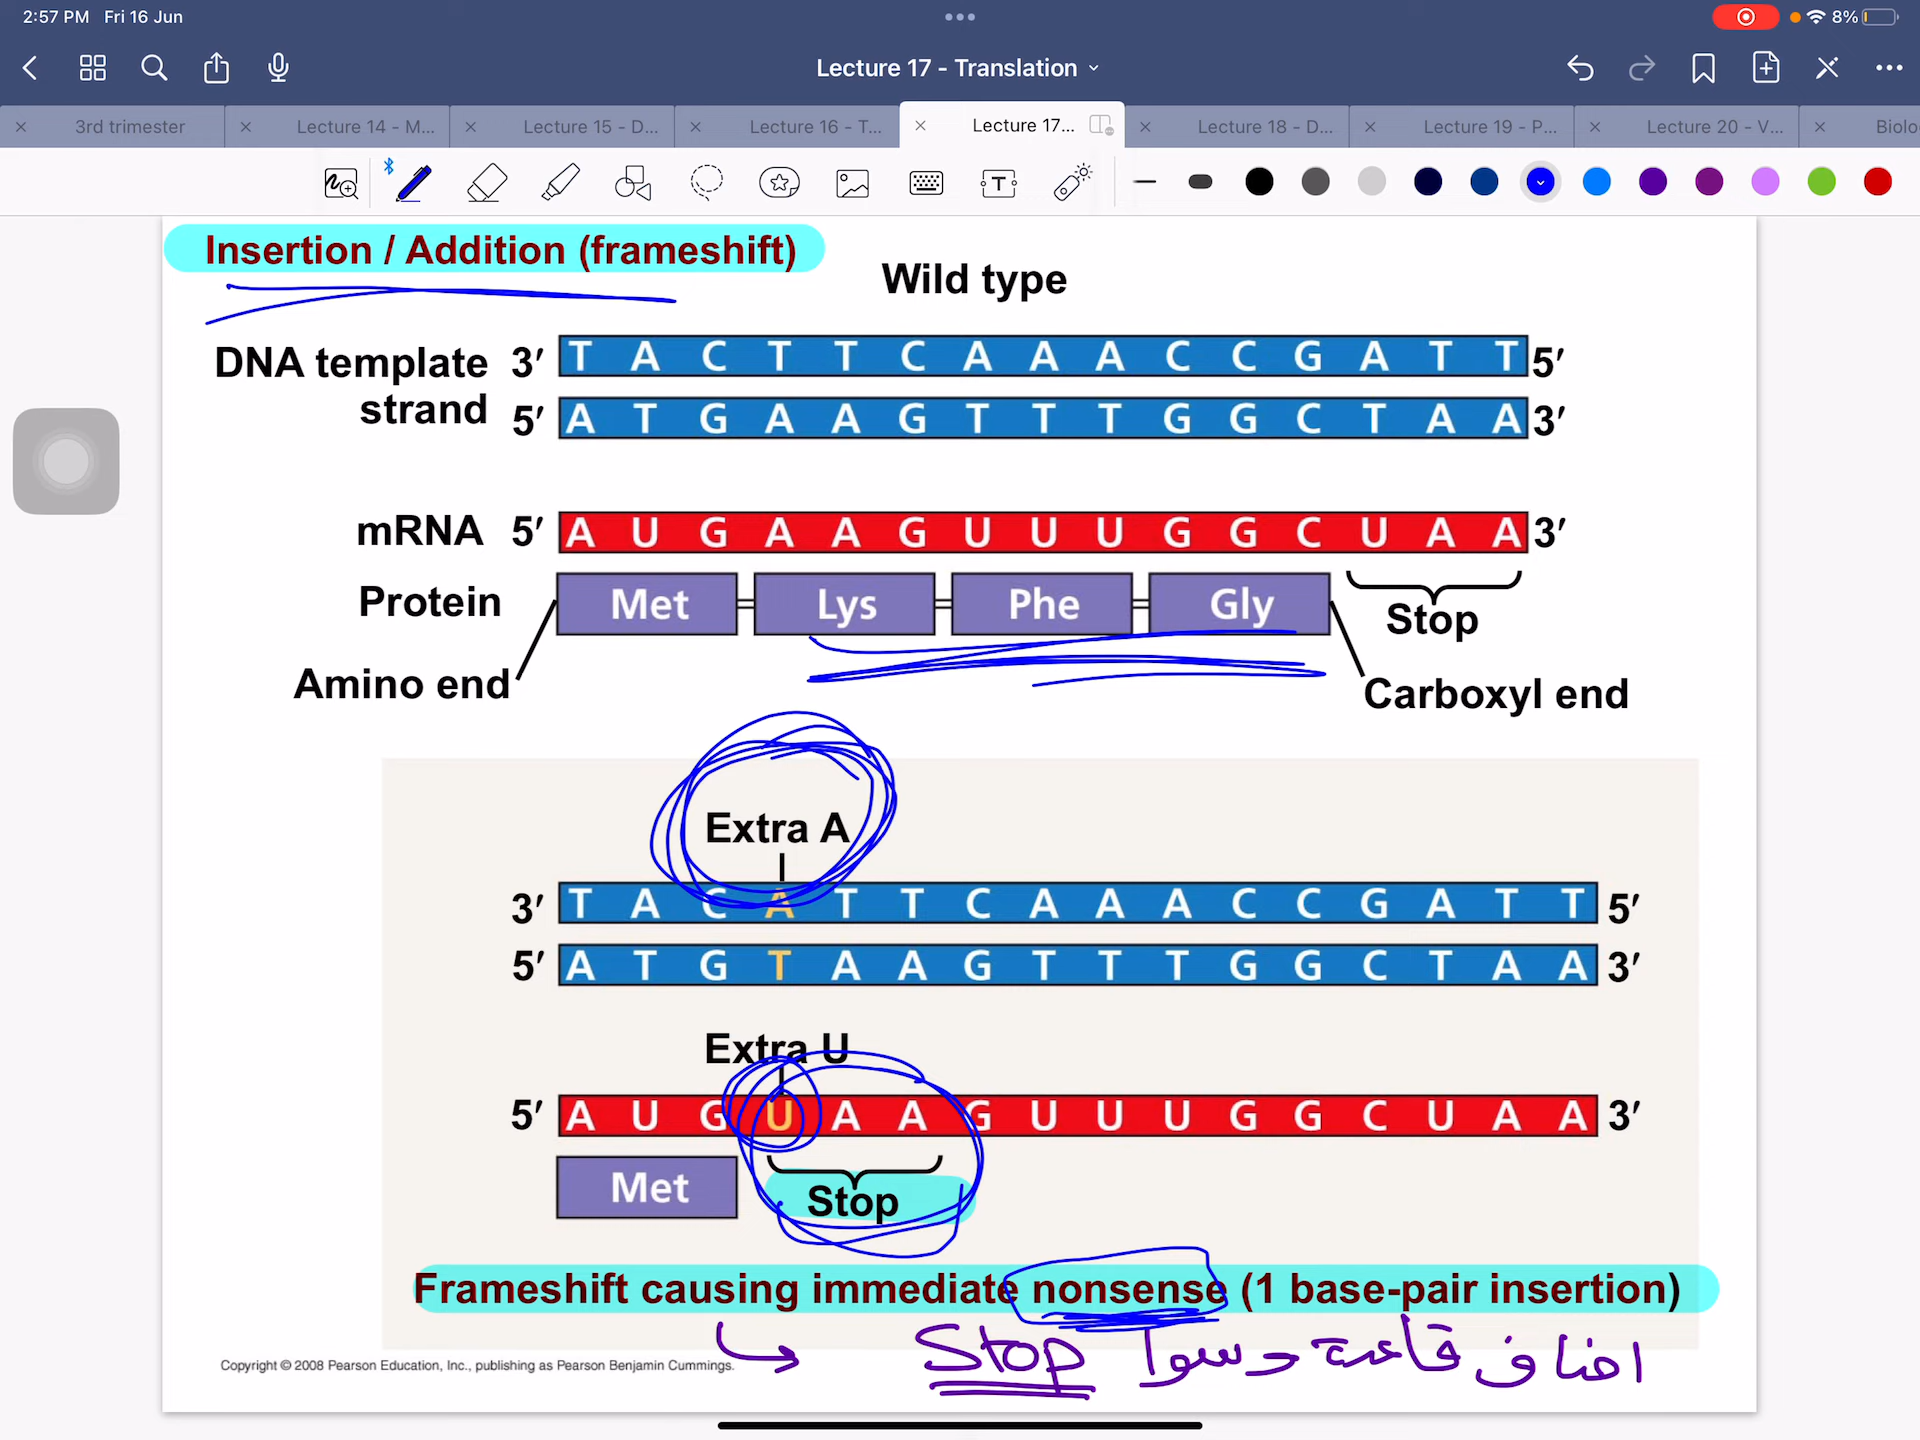 2:57 PM Fri 16 Jun
8%
Lecture 17 - Translation
3rd trimester
Lecture 14 - M...
Lecture 15 - D...
Lecture 16 - T...
Lecture 17...
Lecture 18 - D...
Lecture 19 - P...
Lecture 20 - V...
Biolo
Insertion / Addition (frameshift)
Wild type
DNA template strand
3′ T A C T T C A A A C C G A T T 5′
5′ A T G A A G T T T G G C T A A 3′
mRNA 5′ A U G A A G U U U G G C U A A 3′
Protein Met Lys Phe Gly Stop
Amino end Carboxyl end
Extra A
3′ T A C A T T C A A A C C G A T T 5′
5′ A T G T A A G T T T G G C T A A 3′
Extra U
5′ A U G U A A G U U U G G C U A A 3′
Met Stop
Frameshift causing immediate nonsense (1 base-pair insertion)
اضاف قاعدة وسوا Stop
Copyright © 2008 Pearson Education, Inc., publishing as Pearson Benjamin Cummings.